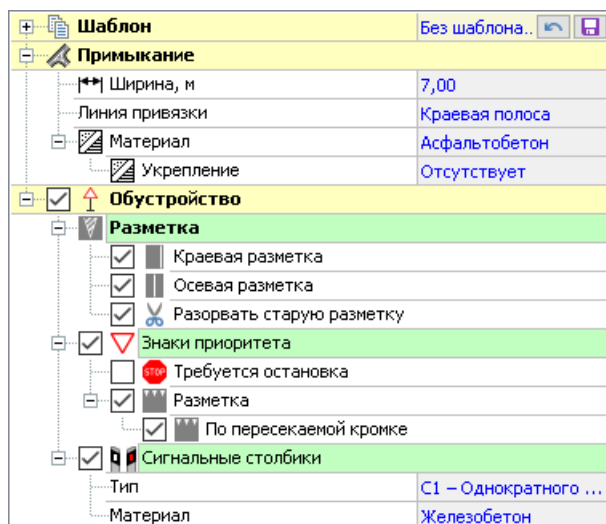 Шаблон Без шаблона..
Примыкание
Ширина, м 7,00
Линия привязки Краевая полоса
Материал Асфальтобетон
Укрепление Отсутствует
Обустройство
Разметка
Краевая разметка
Осевая разметка
Разорвать старую разметку
Знаки приоритета
STOP Требуется остановка
Разметка
По пересекаемой кромке
Сигнальные столбики
Тип С1 – Однократного ...
Материал Железобетон